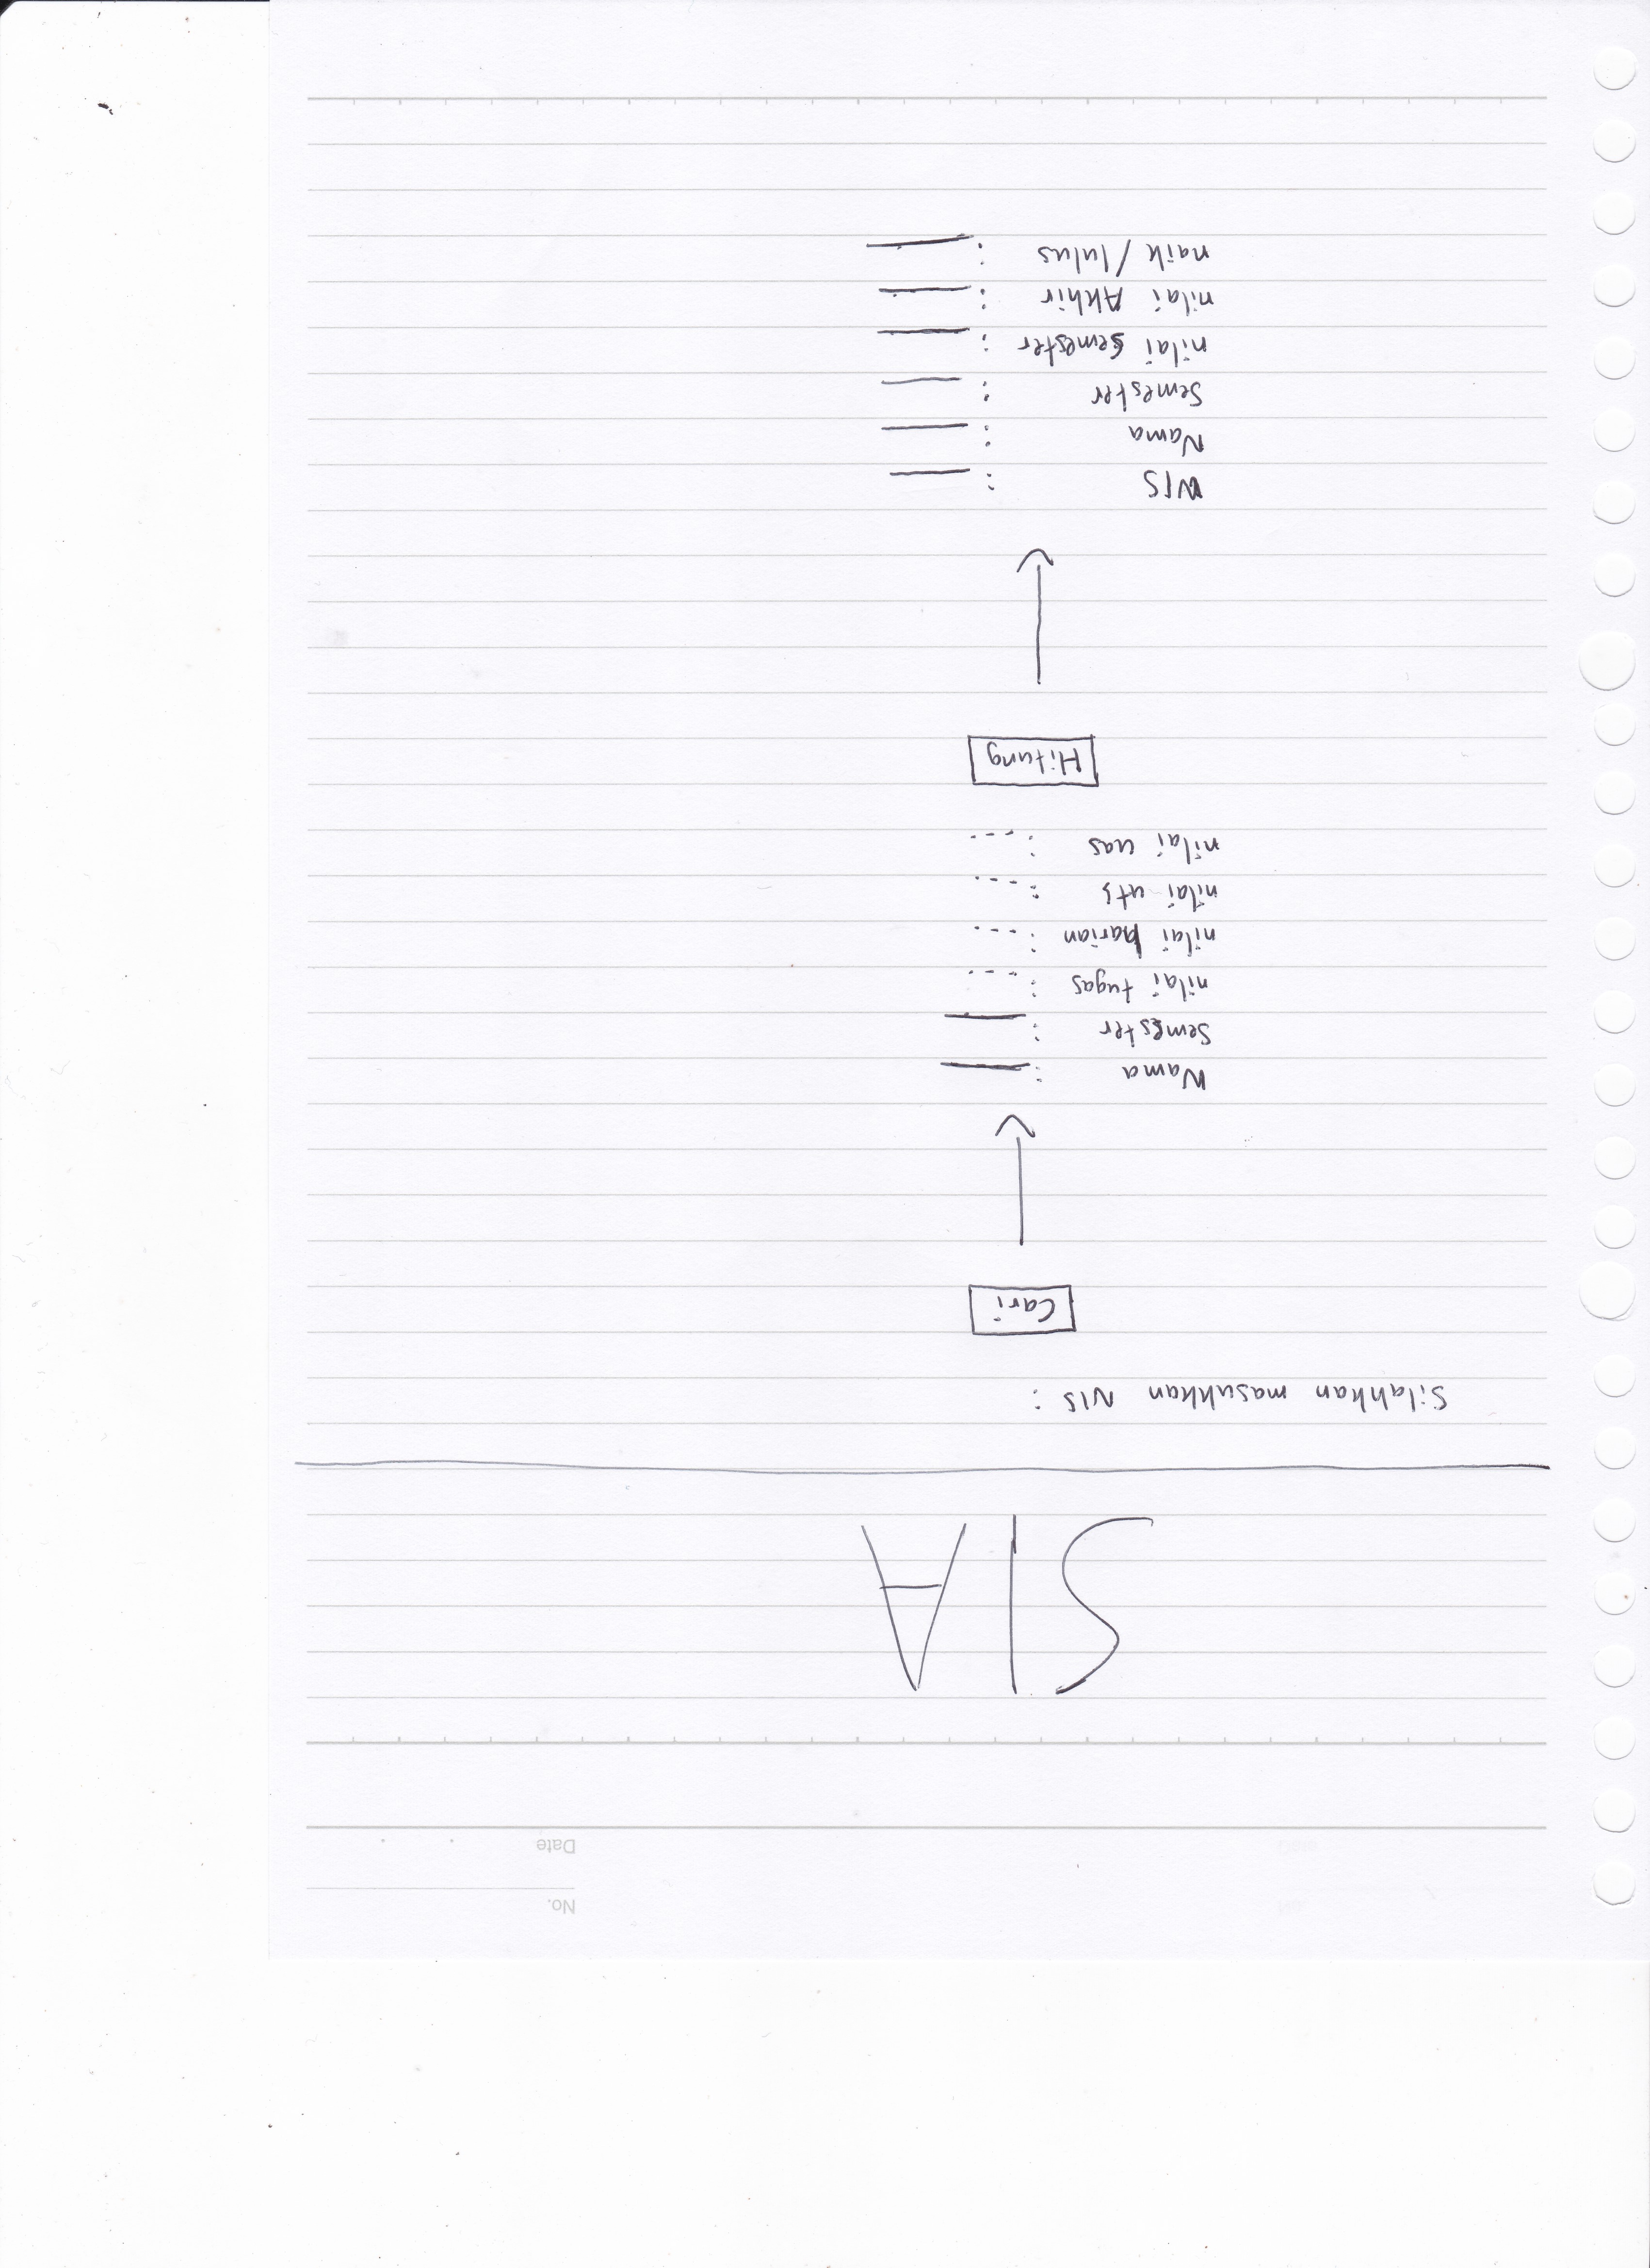 No.
Date . .
SIA
Silahkan masukkan NIS :
Cari
Nama : ____
Semester : ____
nilai tugas : ---
nilai harian : ---
nilai uts : ---
nilai uas : ---
Hitung
NIS : ____
Nama : ____
Semester : ____
nilai semester : ____
nilai Akhir : ____
naik / lulus : ____